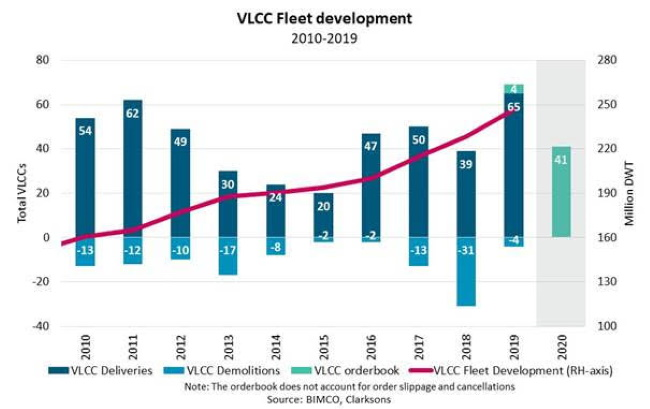 VLCC Fleet development
2010-2019
80 280
60 250
40 220
20 190
0 160
-20 130
-40 100
Total VLCCs
Million DWT
54 62 49 30 24 20 47 50 39 65 4 41
-13 -12 -10 -17 -8 -2 -2 -13 -31 -4
2010 2011 2012 2013 2014 2015 2016 2017 2018 2019 2020
VLCC Deliveries VLCC Demolitions VLCC orderbook VLCC Fleet Development (RH-axis)
Note: The orderbook does not account for order slippage and cancellations
Source: BIMCO, Clarksons